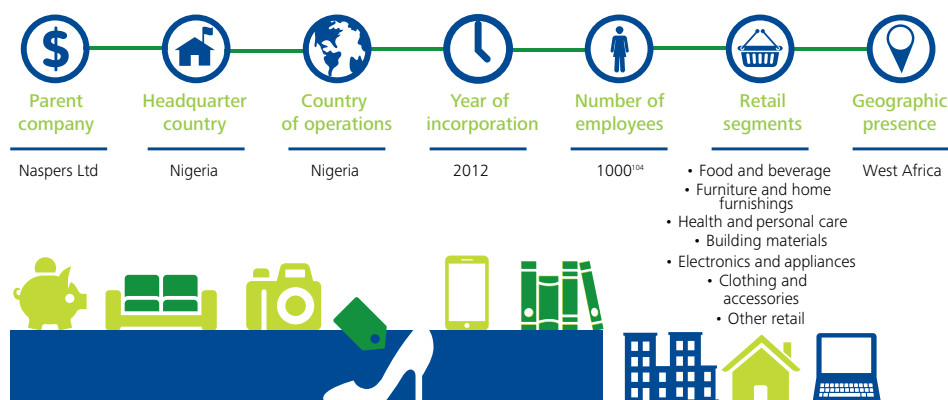 Parent
company
Headquarter
country
Country
of operations
Year of
incorporation
Number of
employees
Retail
segments
Geographic
presence
Naspers Ltd
Nigeria
Nigeria
2012
1000¹⁰⁴
• Food and beverage
• Furniture and home
furnishings
• Health and personal care
• Building materials
• Electronics and appliances
• Clothing and
accessories
• Other retail
West Africa